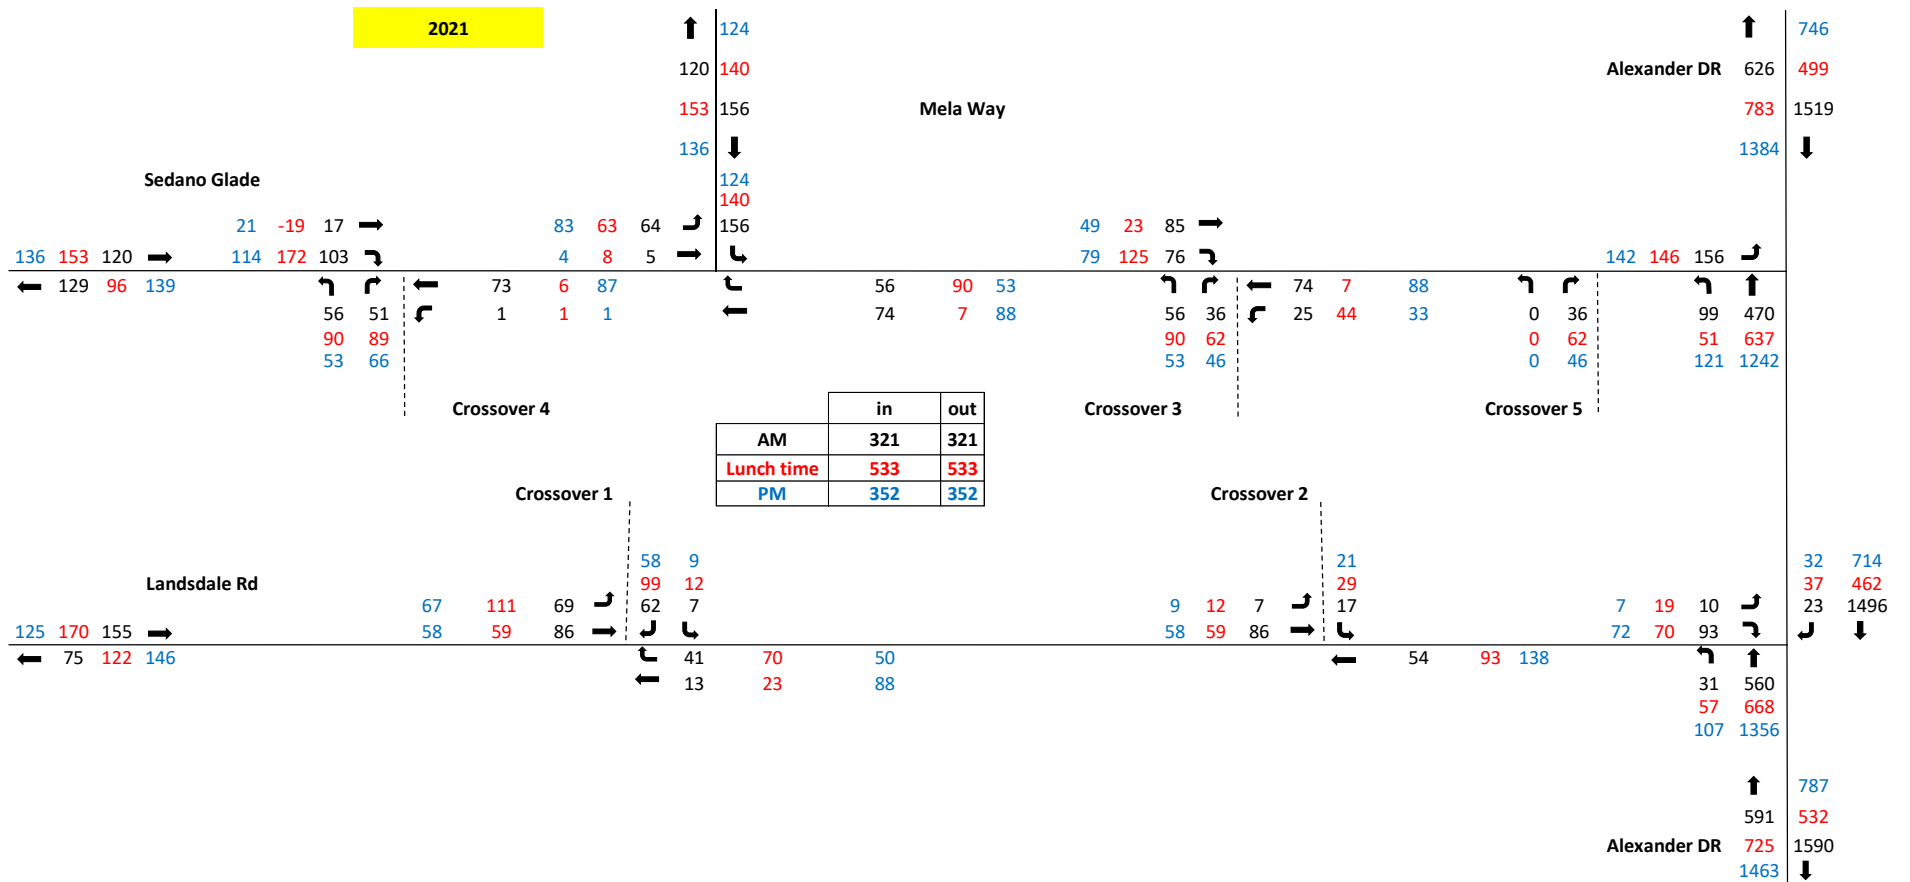 2021 124 746
120 140 Alexander DR 626 499
153 156 Mela Way 783 1519
136 1384
Sedano Glade 124
140
21 -19 17 83 63 64 156 49 23 85
136 153 120 114 172 103 4 8 5 79 125 76 142 146 156
129 96 139 73 6 87 56 90 53 74 7 88
56 51 1 1 1 74 7 88 56 36 25 44 33 0 36 99 470
90 89 90 62 0 62 51 637
53 66 53 46 0 46 121 1242
Crossover 4 in out Crossover 3 Crossover 5
AM 321 321
Lunch time 533 533
PM 352 352
Crossover 1 Crossover 2
58 9 21 32 714
Landsdale Rd 99 12 29 37 462
67 111 69 62 7 9 12 7 17 7 19 10 23 1496
125 170 155 58 59 86 58 59 86 72 70 93
75 122 146 41 70 50 54 93 138
13 23 88 31 560
57 668
107 1356
787
591 532
Alexander DR 725 1590
1463